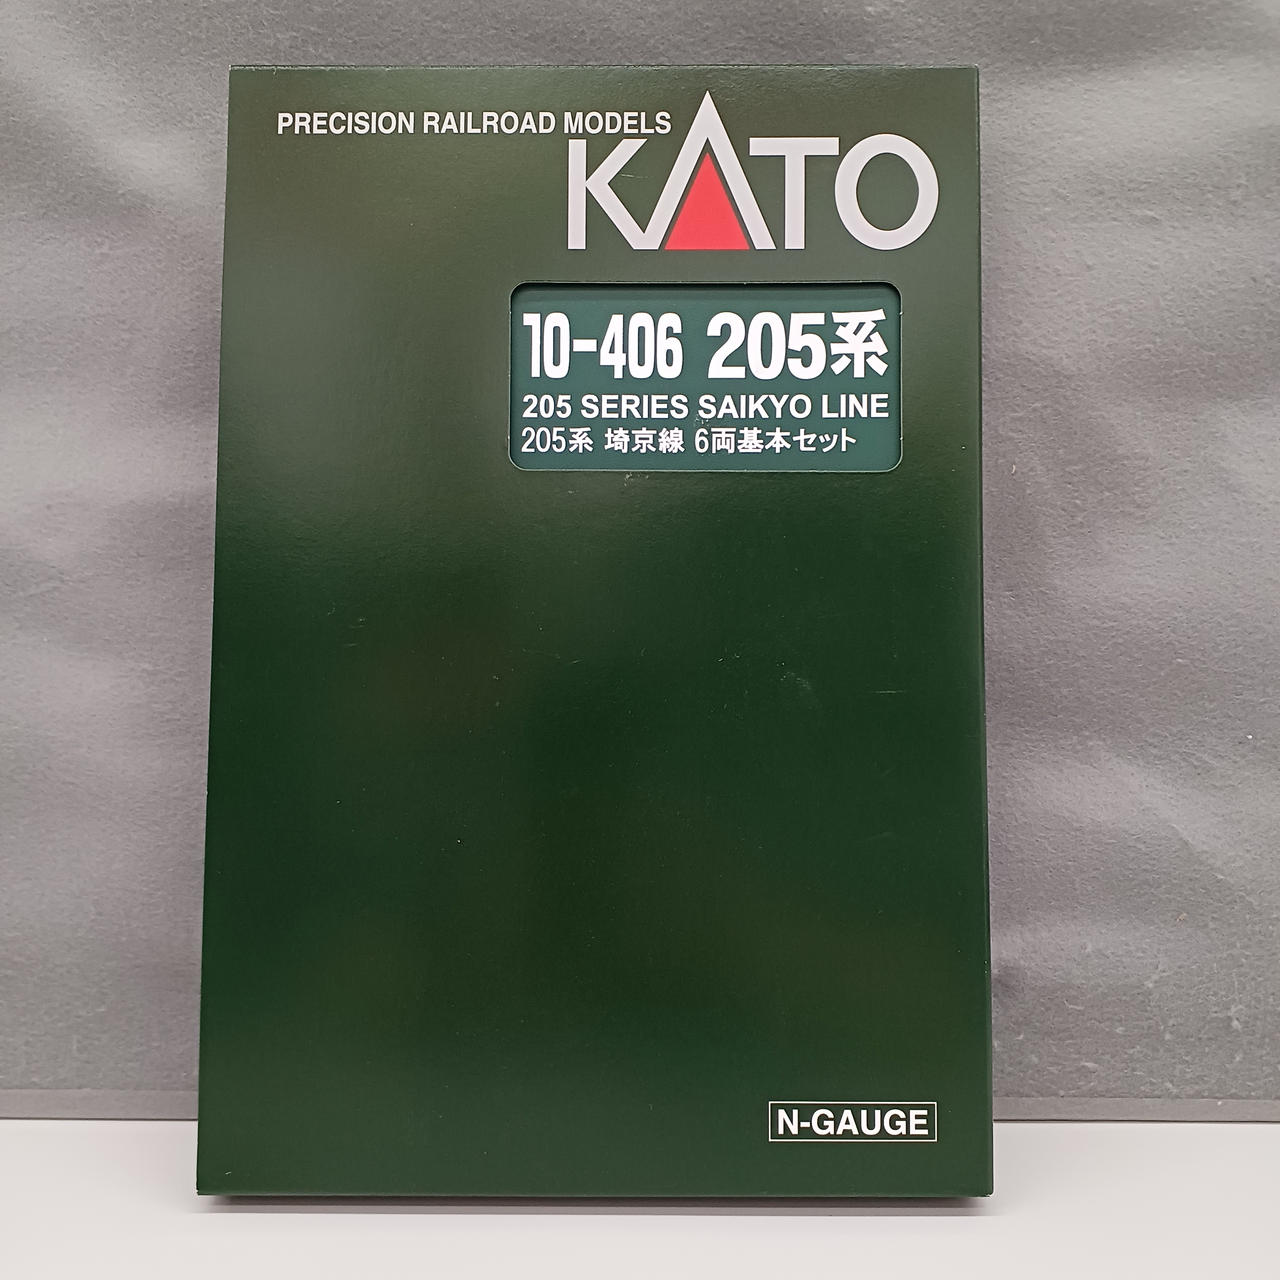 PRECISION RAILROAD MODELS
KATO
10-406 205系
205 SERIES SAIKYO LINE
205系 埼京線 6両基本セット
N-GAUGE